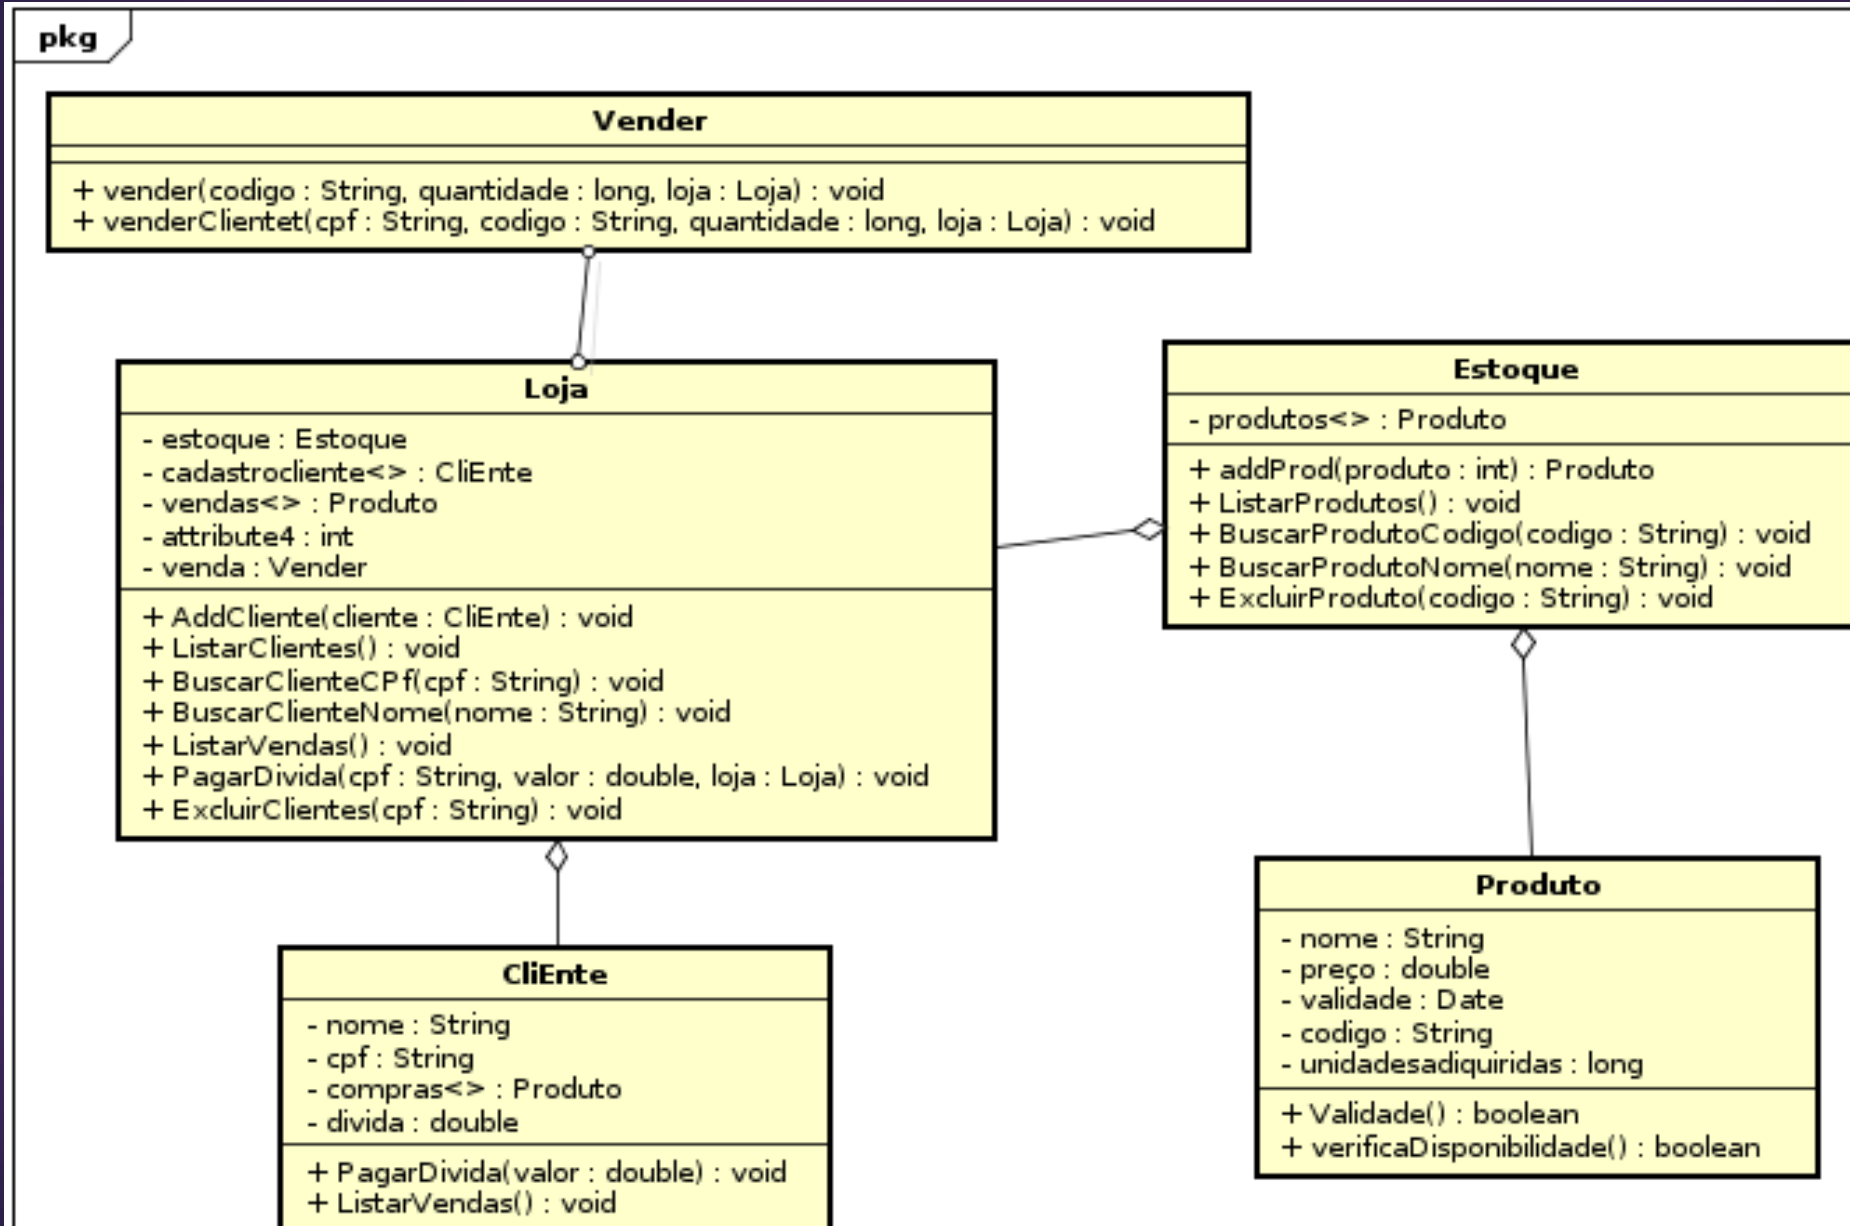 pkg
Vender
+ vender(codigo : String, quantidade : long, loja : Loja) : void
+ venderClientet(cpf : String, codigo : String, quantidade : long, loja : Loja) : void
Loja
- estoque : Estoque
- cadastrocliente<> : CliEnte
- vendas<> : Produto
- attribute4 : int
- venda : Vender
+ AddCliente(cliente : CliEnte) : void
+ ListarClientes() : void
+ BuscarClienteCPf(cpf : String) : void
+ BuscarClienteNome(nome : String) : void
+ ListarVendas() : void
+ PagarDivida(cpf : String, valor : double, loja : Loja) : void
+ ExcluirClientes(cpf : String) : void
Estoque
- produtos<> : Produto
+ addProd(produto : int) : Produto
+ ListarProdutos() : void
+ BuscarProdutoCodigo(codigo : String) : void
+ BuscarProdutoNome(nome : String) : void
+ ExcluirProduto(codigo : String) : void
CliEnte
- nome : String
- cpf : String
- compras<> : Produto
- divida : double
+ PagarDivida(valor : double) : void
+ ListarVendas() : void
Produto
- nome : String
- preço : double
- validade : Date
- codigo : String
- unidadesadiquiridas : long
+ Validade() : boolean
+ verificaDisponibilidade() : boolean